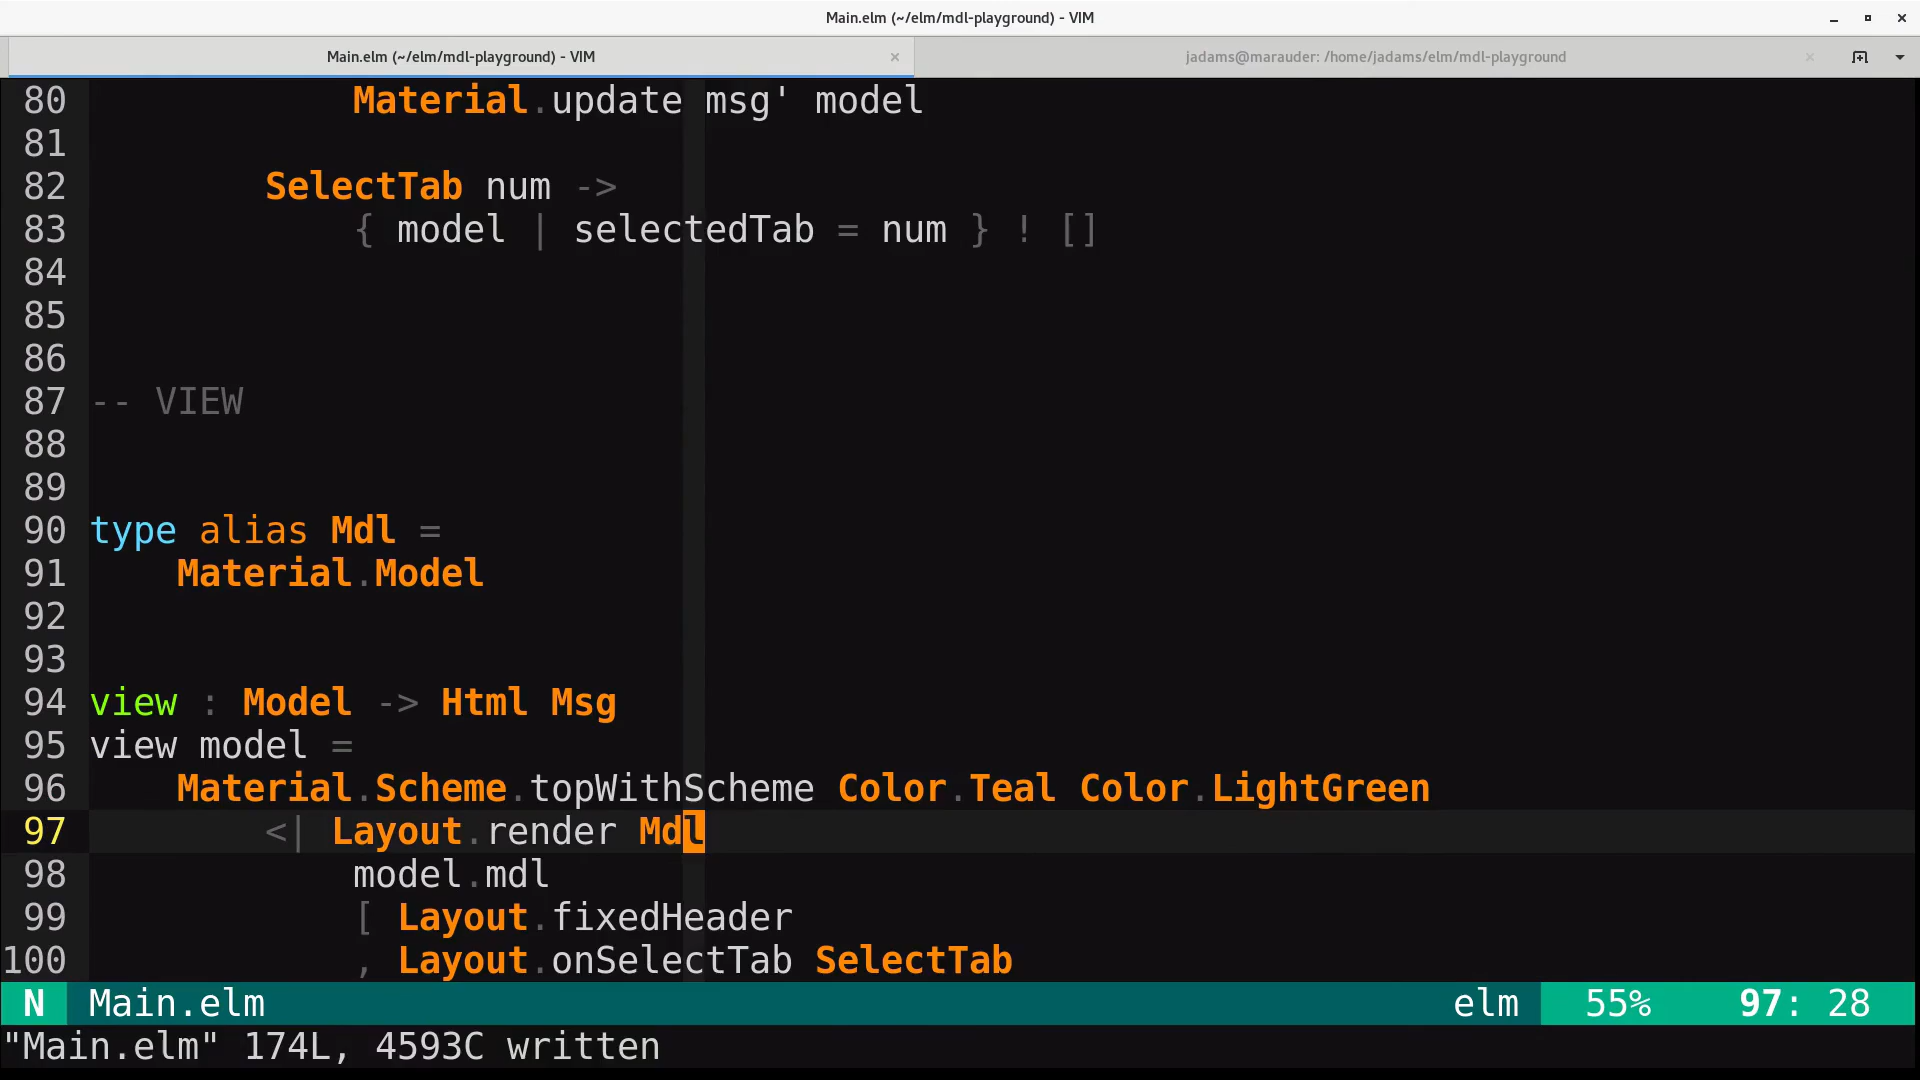 Main.elm (~/elm/mdl-playground) - VIM
Main.elm (~/elm/mdl-playground) - VIM
jadams@marauder: /home/jadams/elm/mdl-playground
80             Material.update msg' model
81
82         SelectTab num ->
83             { model | selectedTab = num } ! []
84
85
86
87 -- VIEW
88
89
90 type alias Mdl =
91     Material.Model
92
93
94 view : Model -> Html Msg
95 view model =
96     Material.Scheme.topWithScheme Color.Teal Color.LightGreen
97         <| Layout.render Mdl
98             model.mdl
99             [ Layout.fixedHeader
100             , Layout.onSelectTab SelectTab
N Main.elm elm 55% 97: 28
"Main.elm" 174L, 4593C written